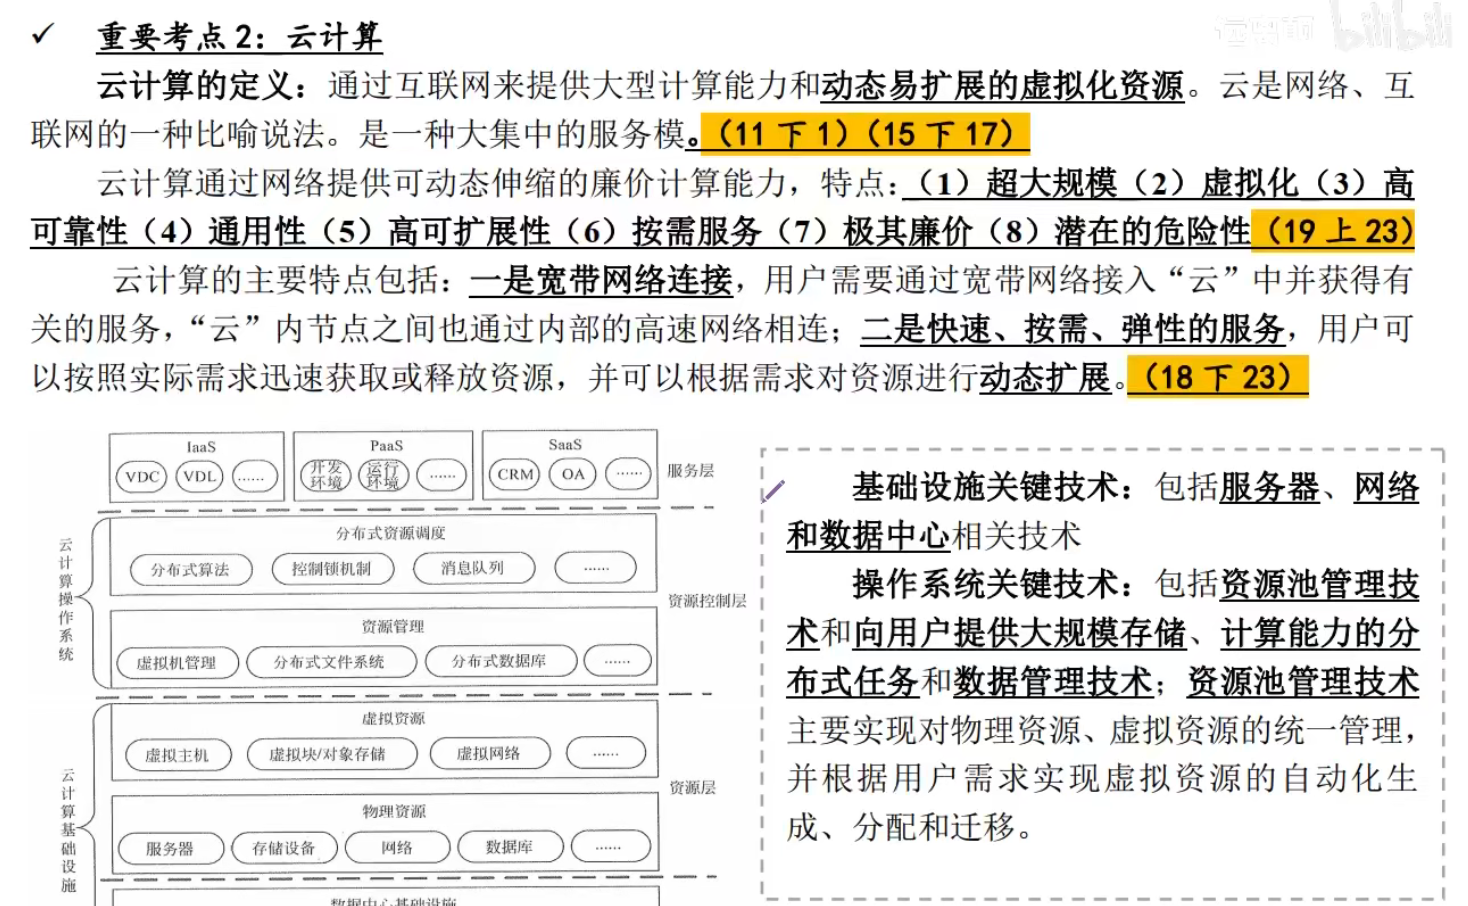 ✓ 重要考点 2：云计算
云计算的定义：通过互联网来提供大型计算能力和动态易扩展的虚拟化资源。云是网络、互
联网的一种比喻说法。是一种大集中的服务模。（11 下 1）（15 下 17）
云计算通过网络提供可动态伸缩的廉价计算能力，特点：（1）超大规模（2）虚拟化（3）高
可靠性（4）通用性（5）高可扩展性（6）按需服务（7）极其廉价（8）潜在的危险性（19 上 23）
云计算的主要特点包括：一是宽带网络连接，用户需要通过宽带网络接入“云”中并获得有
关的服务，“云”内节点之间也通过内部的高速网络相连；二是快速、按需、弹性的服务，用户可
以按照实际需求迅速获取或释放资源，并可以根据需求对资源进行动态扩展。（18 下 23）
IaaS PaaS SaaS
VDC VDL …… 开发环境 运行环境 …… CRM OA …… 服务层
云计算操作系统
分布式资源调度
分布式算法 控制锁机制 消息队列 ……
资源控制层
资源管理
虚拟机管理 分布式文件系统 分布式数据库 ……
云计算基础设施
虚拟资源
虚拟主机 虚拟块/对象存储 虚拟网络 ……
资源层
物理资源
服务器 存储设备 网络 数据库 ……
数据中心基础设施
基础设施关键技术：包括服务器、网络
和数据中心相关技术
操作系统关键技术：包括资源池管理技
术和向用户提供大规模存储、计算能力的分
布式任务和数据管理技术；资源池管理技术
主要实现对物理资源、虚拟资源的统一管理，
并根据用户需求实现虚拟资源的自动化生
成、分配和迁移。
bilibili